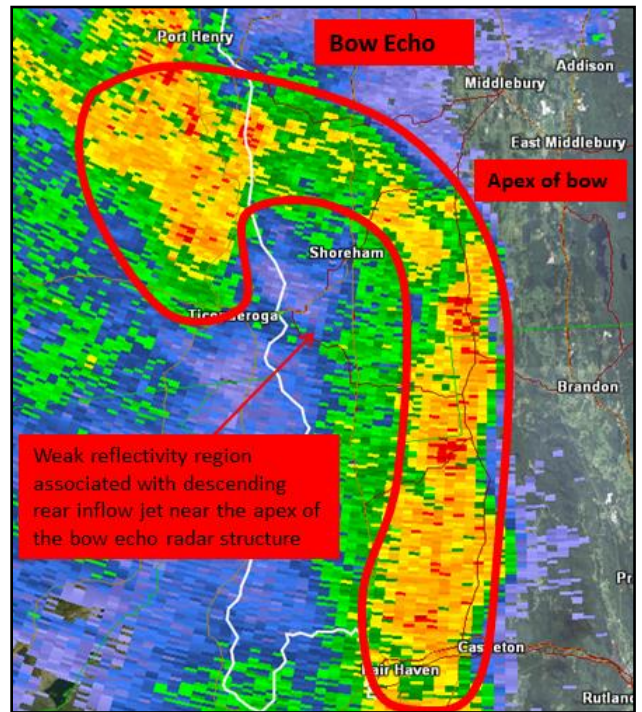 Port Henry
Bow Echo
Addison
Middlebury
East Middlebury
Apex of bow
Shoreham
Ticonderoga
Brandon
Weak reflectivity region
associated with descending
rear inflow jet near the apex of
the bow echo radar structure
Castleton
Fair Haven